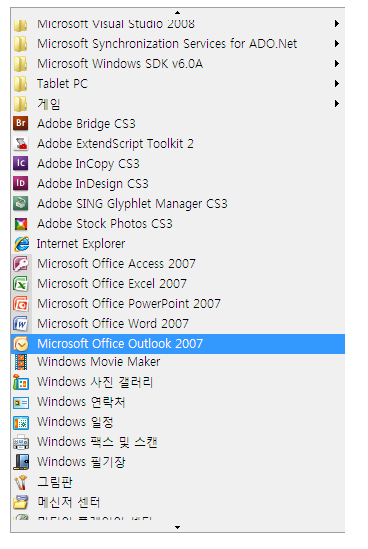 Microsoft Visual Studio 2008
Microsoft Synchronization Services for ADO.Net
Microsoft Windows SDK v6.0A
Tablet PC
게임
Br Adobe Bridge CS3
Adobe ExtendScript Toolkit 2
Ic Adobe InCopy CS3
Id Adobe InDesign CS3
Adobe SING Glyphlet Manager CS3
Adobe Stock Photos CS3
Internet Explorer
Microsoft Office Access 2007
Microsoft Office Excel 2007
Microsoft Office PowerPoint 2007
Microsoft Office Word 2007
Microsoft Office Outlook 2007
Windows Movie Maker
Windows 사진 갤러리
Windows 연락처
Windows 일정
Windows 팩스 및 스캔
Windows 필기장
그림판
메신저 센터